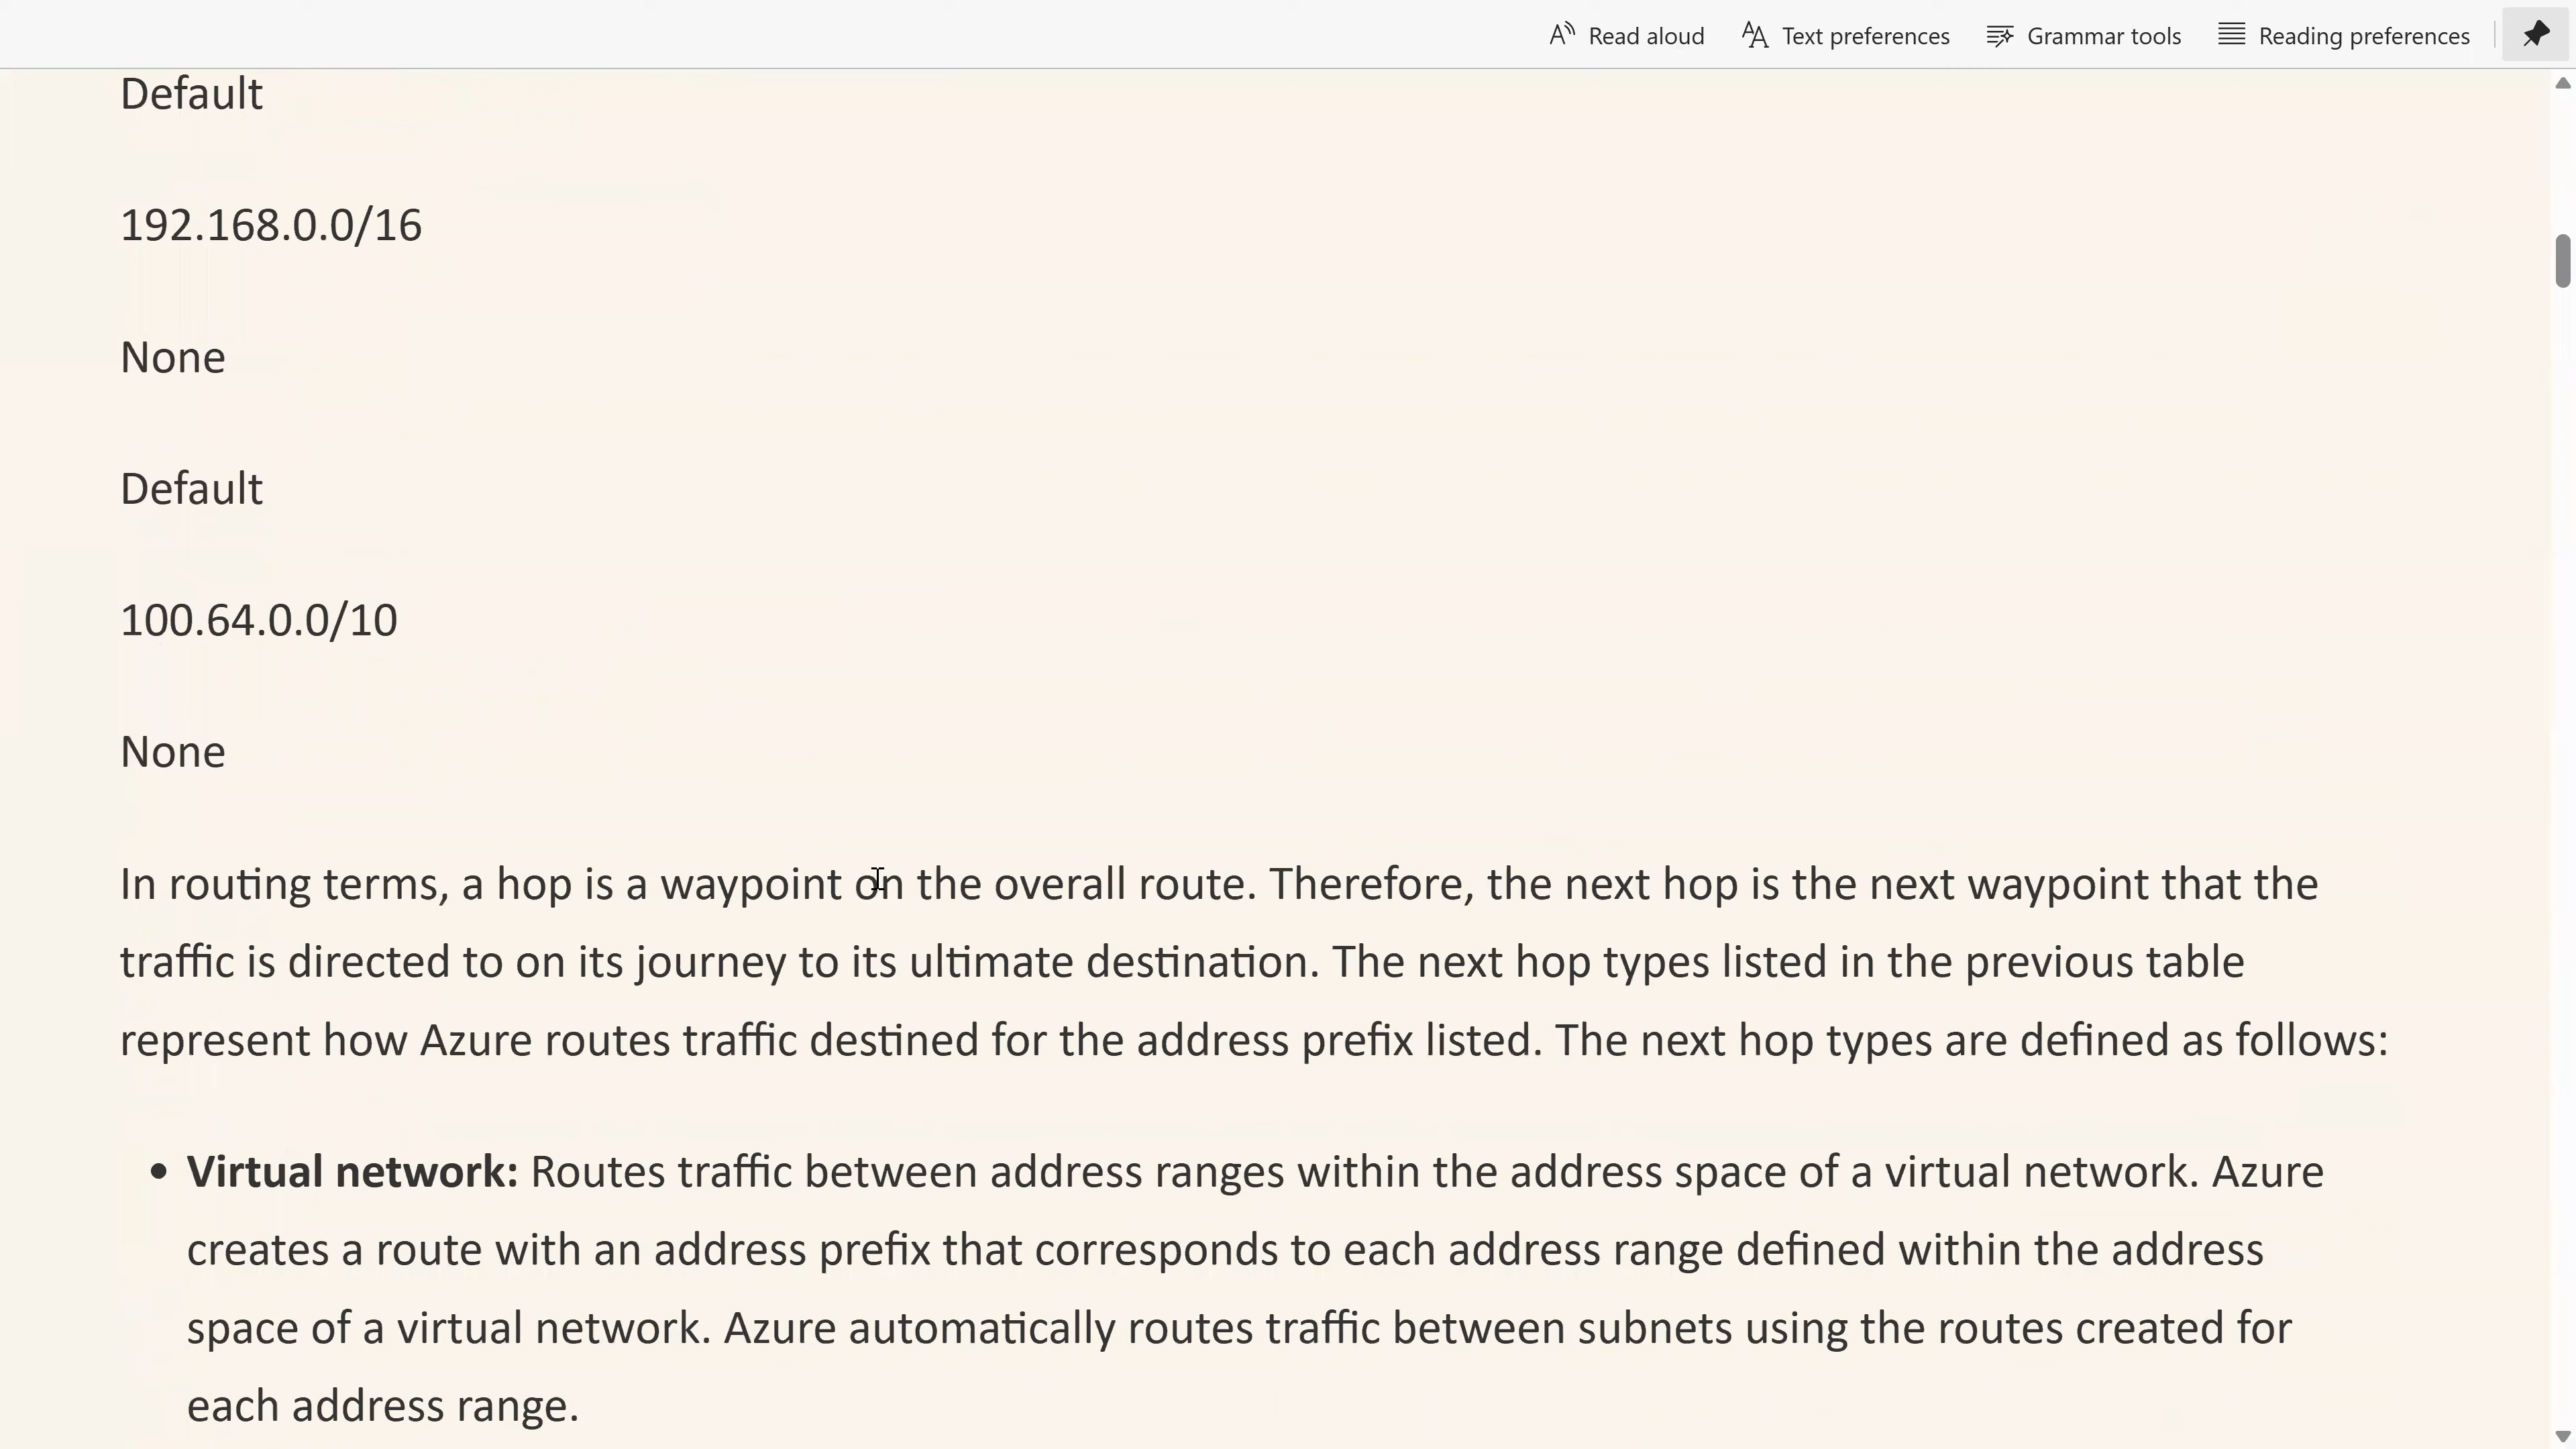 Read aloud
Text preferences
Grammar tools
Reading preferences
Default
192.168.0.0/16
None
Default
100.64.0.0/10
None
In routing terms, a hop is a waypoint on the overall route. Therefore, the next hop is the next waypoint that the
traffic is directed to on its journey to its ultimate destination. The next hop types listed in the previous table
represent how Azure routes traffic destined for the address prefix listed. The next hop types are defined as follows:
• Virtual network: Routes traffic between address ranges within the address space of a virtual network. Azure
creates a route with an address prefix that corresponds to each address range defined within the address
space of a virtual network. Azure automatically routes traffic between subnets using the routes created for
each address range.